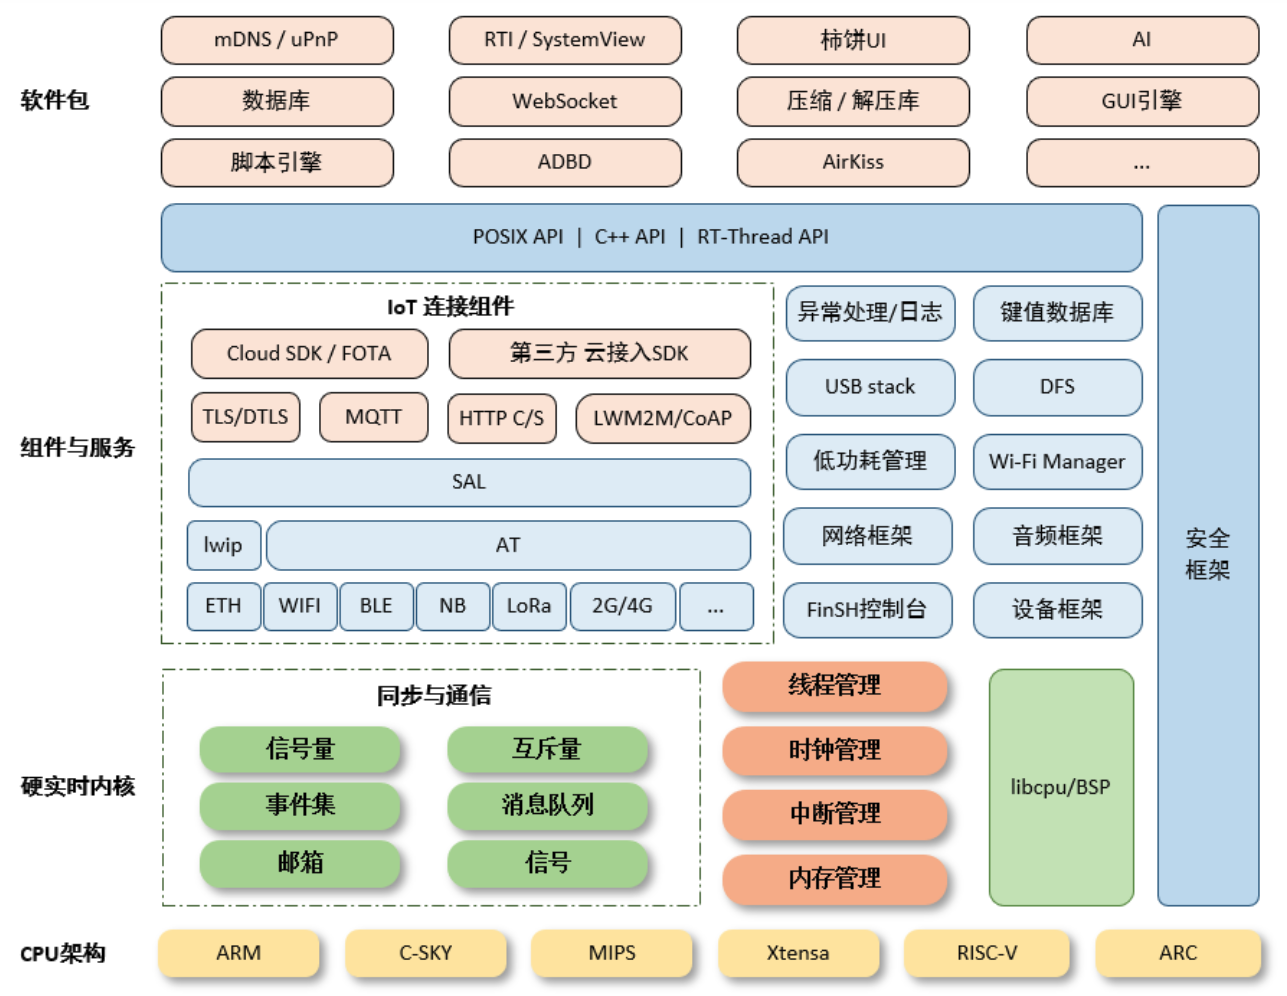 软件包
mDNS / uPnP
RTI / SystemView
柿饼UI
AI
数据库
WebSocket
压缩 / 解压库
GUI引擎
脚本引擎
ADBD
AirKiss
...
POSIX API | C++ API | RT-Thread API
组件与服务
IoT 连接组件
Cloud SDK / FOTA
第三方 云接入SDK
TLS/DTLS
MQTT
HTTP C/S
LWM2M/CoAP
SAL
lwip
AT
ETH
WIFI
BLE
NB
LoRa
2G/4G
...
异常处理/日志
键值数据库
USB stack
DFS
低功耗管理
Wi-Fi Manager
网络框架
音频框架
FinSH控制台
设备框架
安全
框架
硬实时内核
同步与通信
信号量
互斥量
事件集
消息队列
邮箱
信号
线程管理
时钟管理
中断管理
内存管理
libcpu/BSP
CPU架构
ARM
C-SKY
MIPS
Xtensa
RISC-V
ARC